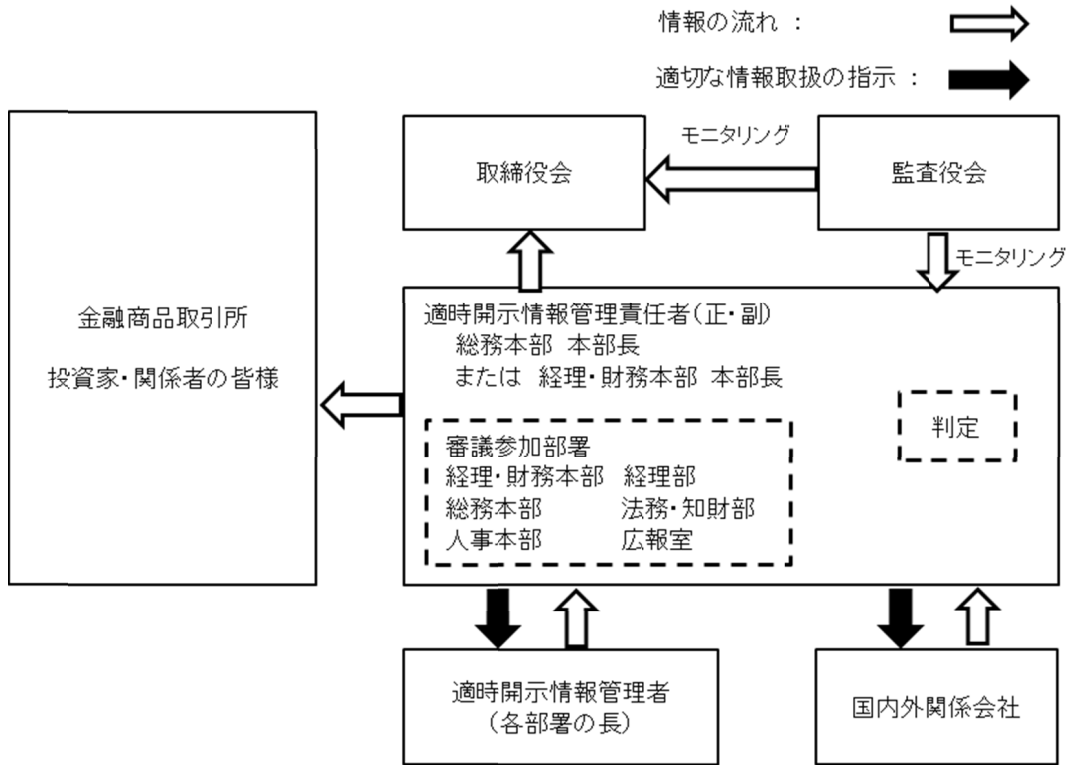 情報の流れ :
適切な情報取扱の指示 :
モニタリング
取締役会
監査役会
モニタリング
金融商品取引所
投資家・関係者の皆様
適時開示情報管理責任者(正・副)
総務本部 本部長
または 経理・財務本部 本部長
判定
審議参加部署
経理・財務本部 経理部
総務本部 法務・知財部
人事本部 広報室
適時開示情報管理者
(各部署の長)
国内外関係会社